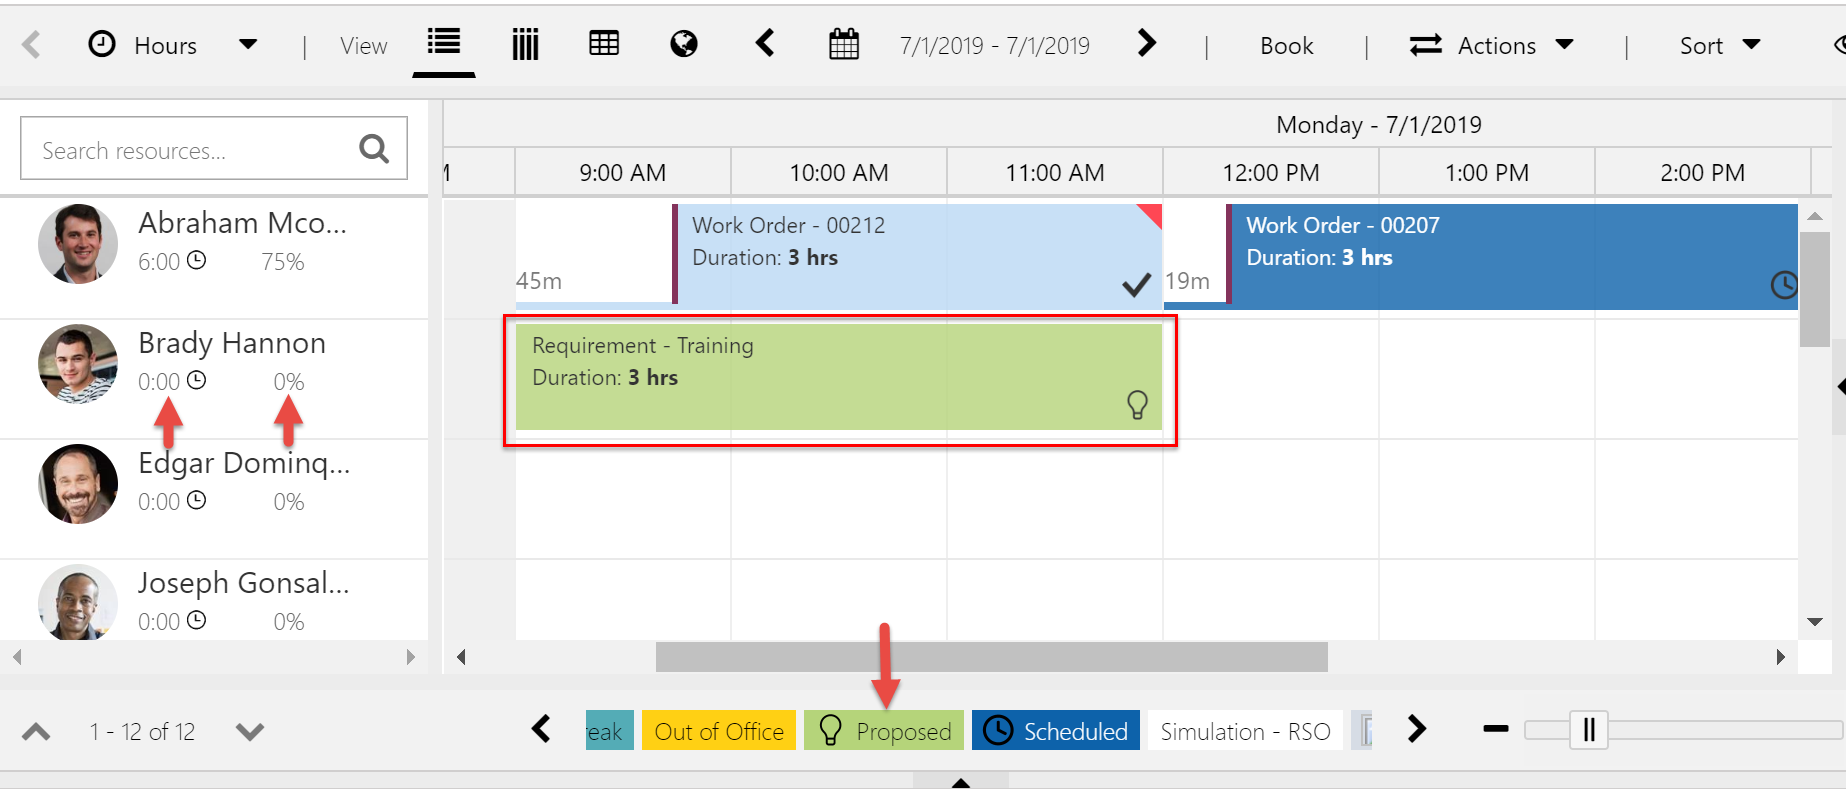 Hours
View
7/1/2019 - 7/1/2019
Book
Actions
Sort
Search resources...
Monday - 7/1/2019
9:00 AM
10:00 AM
11:00 AM
12:00 PM
1:00 PM
2:00 PM
Abraham Mco...
6:00
75%
45m
Work Order - 00212
Duration: 3 hrs
19m
Work Order - 00207
Duration: 3 hrs
Brady Hannon
0:00
0%
Requirement - Training
Duration: 3 hrs
Edgar Dominq...
0:00
0%
Joseph Gonsal...
0:00
0%
1 - 12 of 12
Out of Office
Proposed
Scheduled
Simulation - RSO